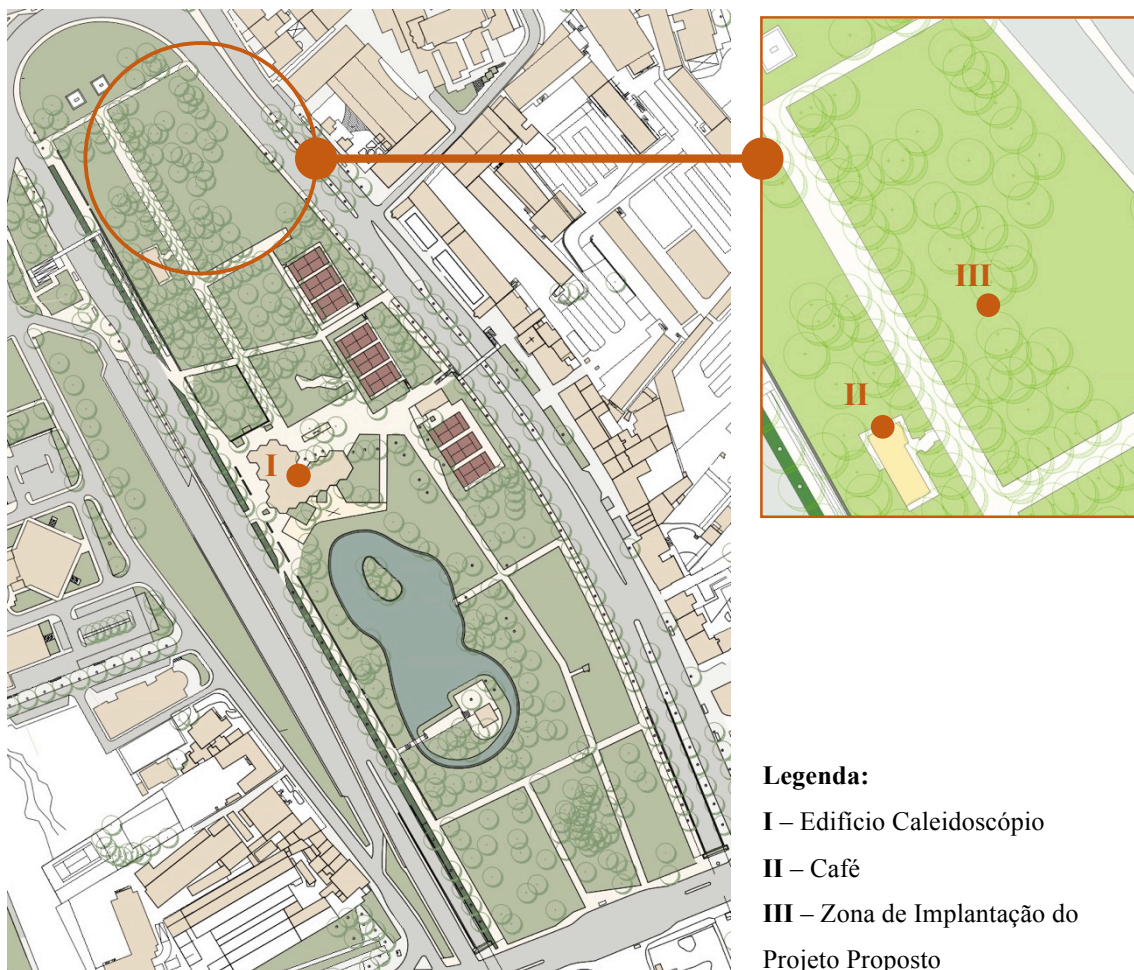 I
III
II
Legenda:
I – Edifício Caleidoscópio
II – Café
III – Zona de Implantação do
Projeto Proposto